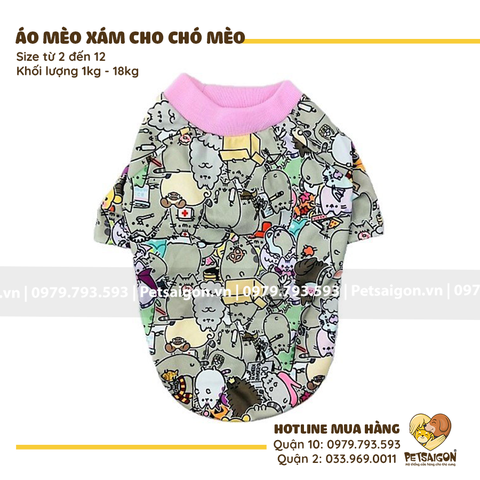 ÁO MÈO XÁM CHO CHÓ MÈO
Size từ 2 đến 12
Khối lượng 1kg - 18kg
.vn | 0979.793.593 | Petsaigon.vn | 0979.793.593 | Petsaigon.vn | 0
HOTLINE MUA HÀNG
Quận 10: 0979.793.593
Quận 2: 033.969.0011
PETSAIGON